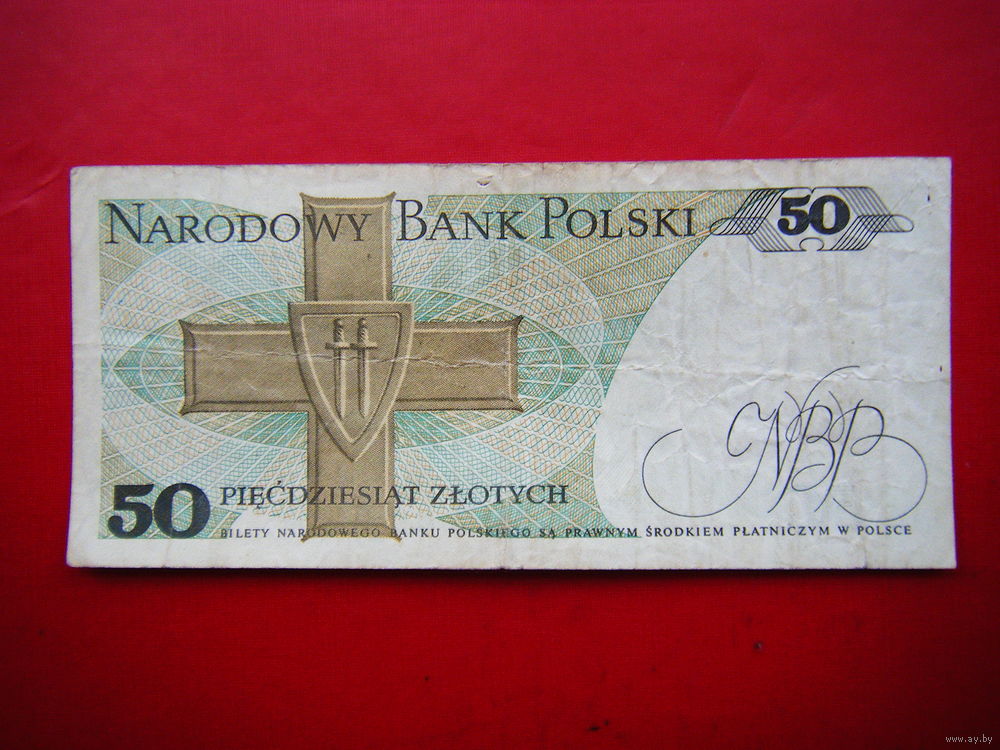 NARODOWY BANK POLSKI 50
NBP
50 PIĘĆDZIESIĄT ZŁOTYCH
BILETY NARODOWEGO BANKU POLSKIEGO SĄ PRAWNYM ŚRODKIEM PŁATNICZYM W POLSCE
www.ay.by